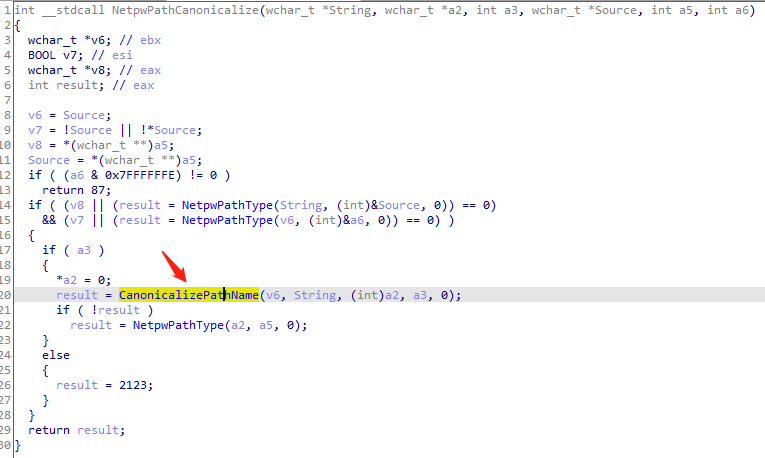 1 int __stdcall NetpwPathCanonicalize(wchar_t *String, wchar_t *a2, int a3, wchar_t *Source, int a5, int a6)
2 {
3 wchar_t *v6; // ebx
4 BOOL v7; // esi
5 wchar_t *v8; // eax
6 int result; // eax
7
8 v6 = Source;
9 v7 = !Source || !*Source;
10 v8 = *(wchar_t **)a5;
11 Source = *(wchar_t **)a5;
12 if ( (a6 & 0x7FFFFFFE) != 0 )
13 return 87;
14 if ( (v8 || (result = NetpwPathType(String, (int)&Source, 0)) == 0)
15 && (v7 || (result = NetpwPathType(v6, (int)&a6, 0)) == 0) )
16 {
17 if ( a3 )
18 {
19 *a2 = 0;
20 result = CanonicalizePathName(v6, String, (int)a2, a3, 0);
21 if ( !result )
22 result = NetpwPathType(a2, a5, 0);
23 }
24 else
25 {
26 result = 2123;
27 }
28 }
29 return result;
30 }